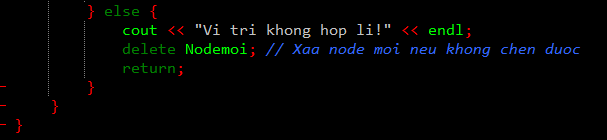 } else {
cout << "Vi tri khong hop li!" << endl;
delete Nodemoi; // Xaa node moi neu khong chen duoc
return;
}
}
}